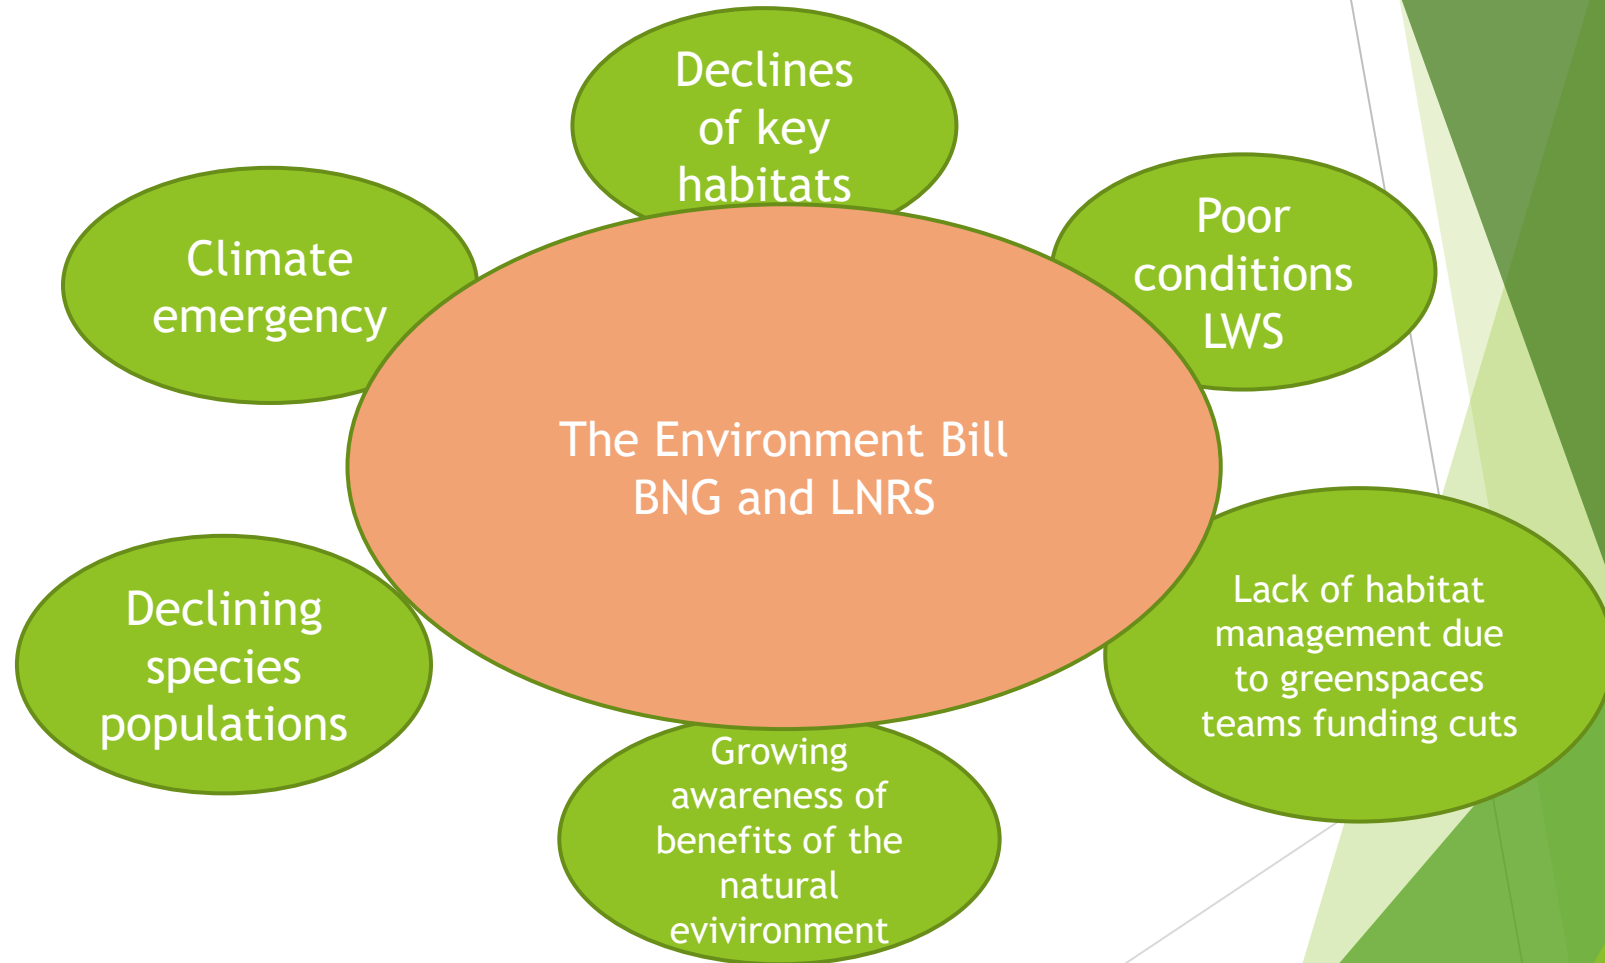 Declines
of key
habitats
Climate
emergency
Poor
conditions
LWS
The Environment Bill
BNG and LNRS
Declining
species
populations
Lack of habitat
management due
to greenspaces
teams funding cuts
Growing
awareness of
benefits of the
natural
evivironment